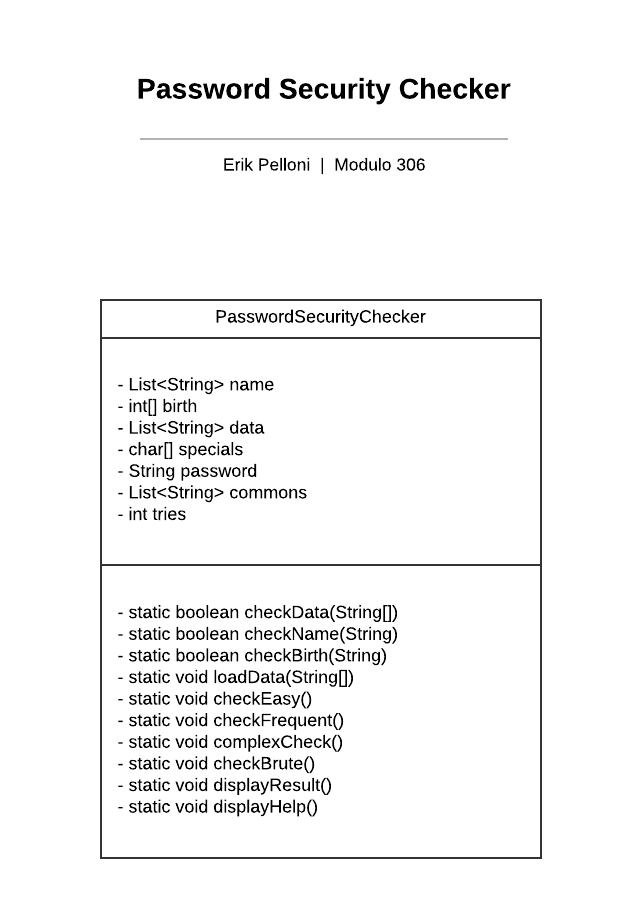 Password Security Checker
Erik Pelloni | Modulo 306
PasswordSecurityChecker
- List<String> name
- int[] birth
- List<String> data
- char[] specials
- String password
- List<String> commons
- int tries
- static boolean checkData(String[])
- static boolean checkName(String)
- static boolean checkBirth(String)
- static void loadData(String[])
- static void checkEasy()
- static void checkFrequent()
- static void complexCheck()
- static void checkBrute()
- static void displayResult()
- static void displayHelp()